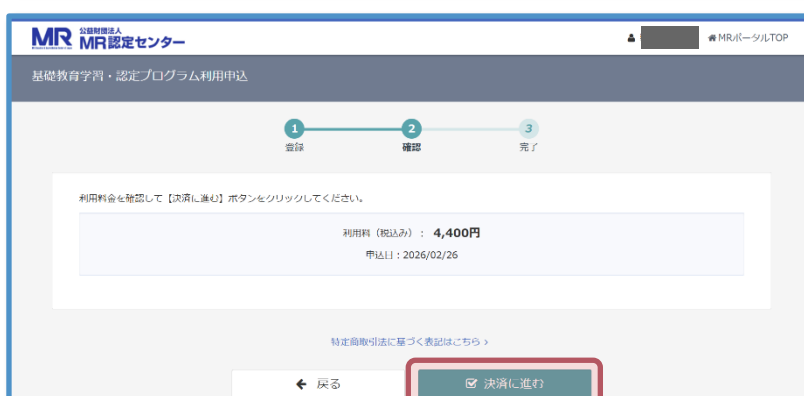 MR 公益財団法人
MR認定センター
MRポータルTOP
基礎教育学習・認定プログラム利用申込
1 2 3
登録 確認 完了
利用料金を確認して【決済に進む】ボタンをクリックしてください。
利用料（税込み）： 4,400円
申込日：2026/02/26
特定商取引法に基づく表記はこちら ›
戻る 決済に進む